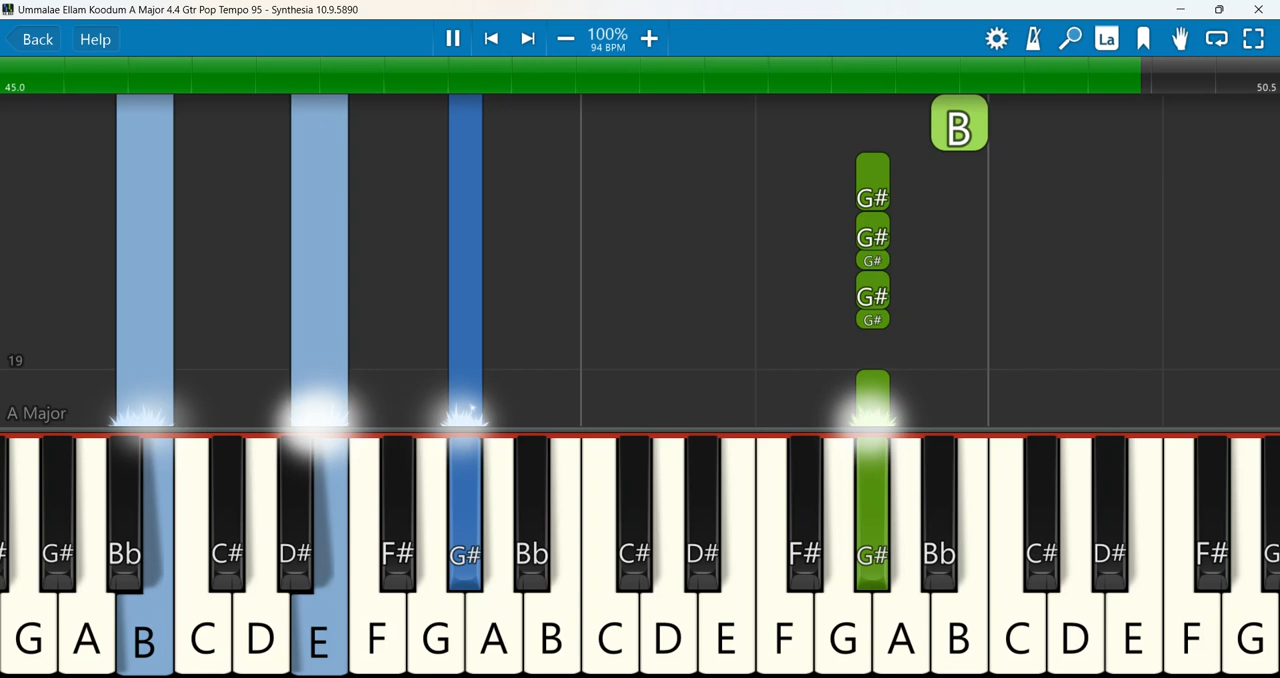 Ummalae Ellam Koodum A Major 4.4 Gtr Pop Tempo 95 - Synthesia 10.9.5890
Back Help 100% La
94 BPM
45.0 50.5
B
G#
G#
G#
G#
G#
19
A Major
# G# Bb C# D# F# G# Bb C# D# F# G# Bb C# D# F# G
G A B C D E F G A B C D E F G A B C D E F G